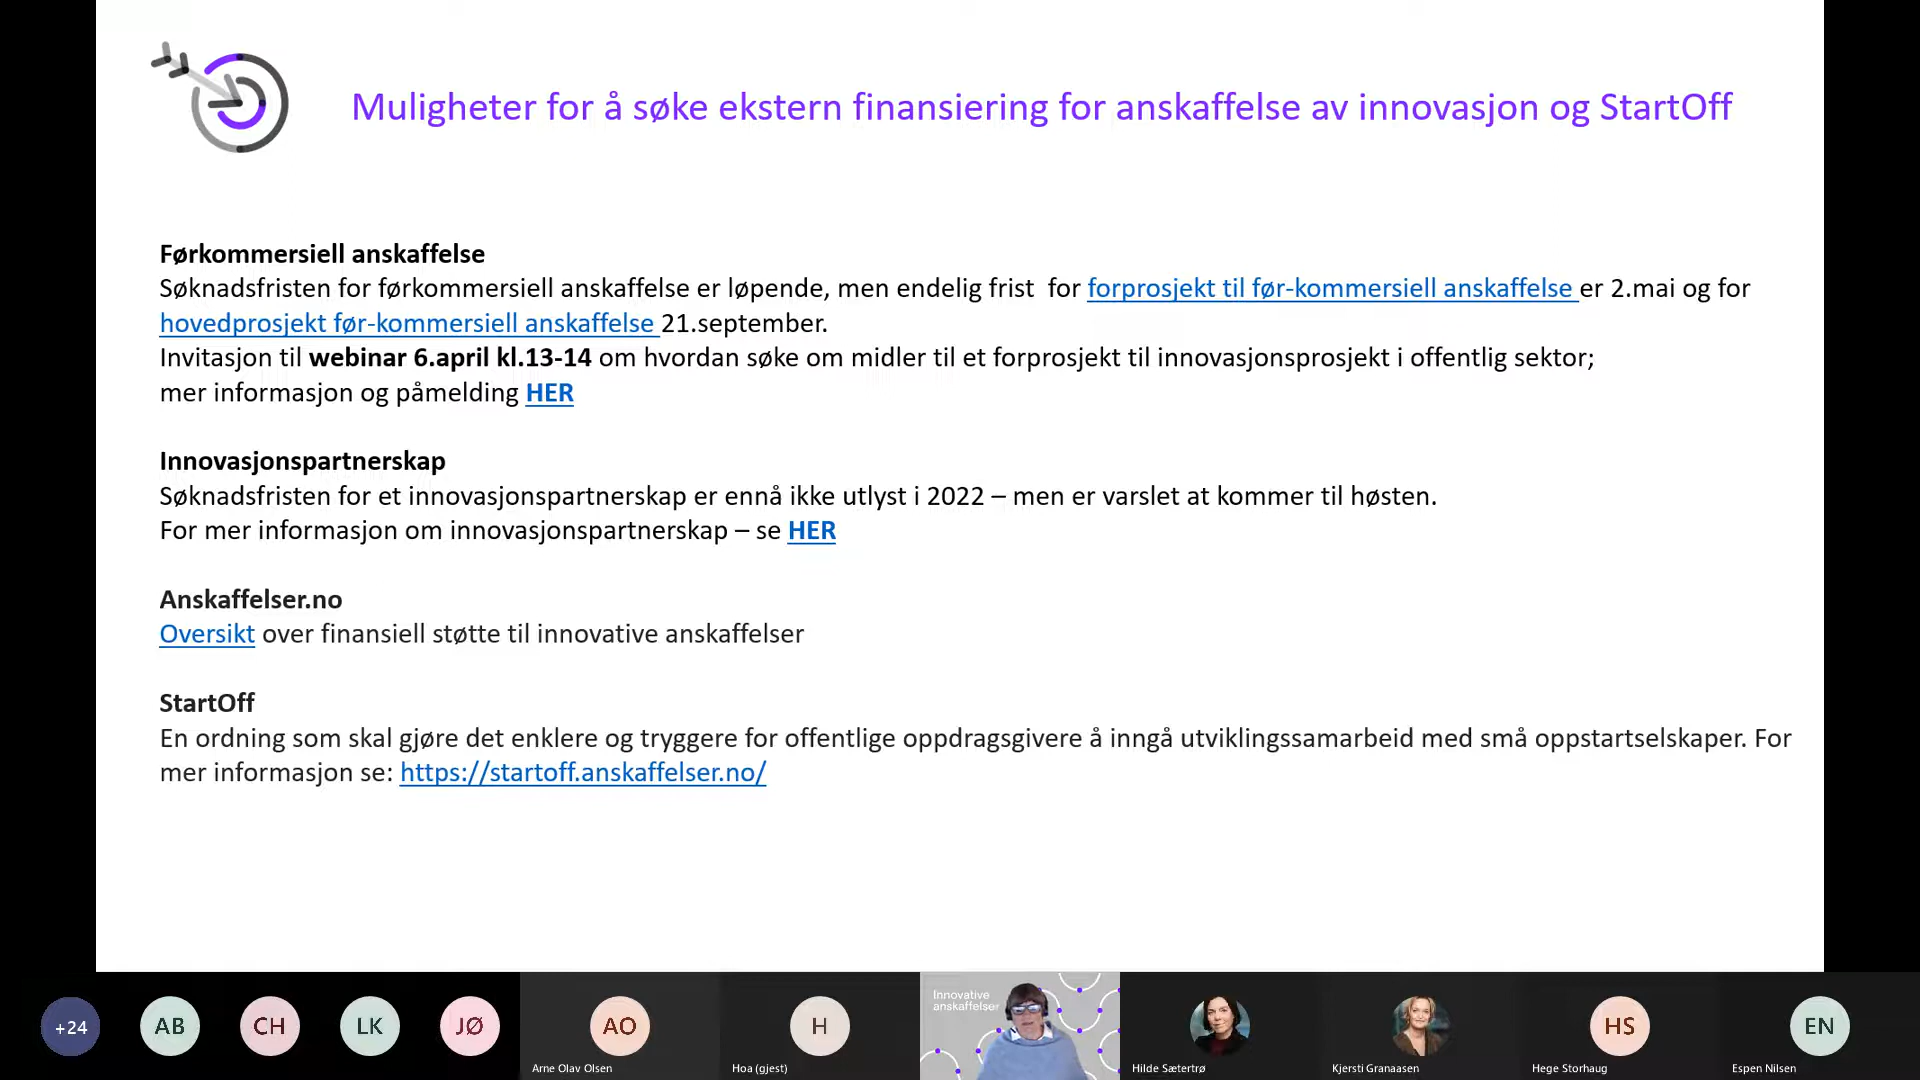 Muligheter for å søke ekstern finansiering for anskaffelse av innovasjon og StartOff
Førkommersiell anskaffelse
Søknadsfristen for førkommersiell anskaffelse er løpende, men endelig frist for forprosjekt til før-kommersiell anskaffelse er 2.mai og for
hovedprosjekt før-kommersiell anskaffelse 21.september.
Invitasjon til webinar 6.april kl.13-14 om hvordan søke om midler til et forprosjekt til innovasjonsprosjekt i offentlig sektor;
mer informasjon og påmelding HER
Innovasjonspartnerskap
Søknadsfristen for et innovasjonspartnerskap er ennå ikke utlyst i 2022 – men er varslet at kommer til høsten.
For mer informasjon om innovasjonspartnerskap – se HER
Anskaffelser.no
Oversikt over finansiell støtte til innovative anskaffelser
StartOff
En ordning som skal gjøre det enklere og tryggere for offentlige oppdragsgivere å inngå utviklingssamarbeid med små oppstartselskaper. For
mer informasjon se: https://startoff.anskaffelser.no/
Innovative
anskaffelser
+24
AB
CH
LK
JØ
AO
H
HS
EN
Arne Olav Olsen
Hoa (gjest)
Hilde Sætertrø
Kjersti Granaasen
Hege Storhaug
Espen Nilsen